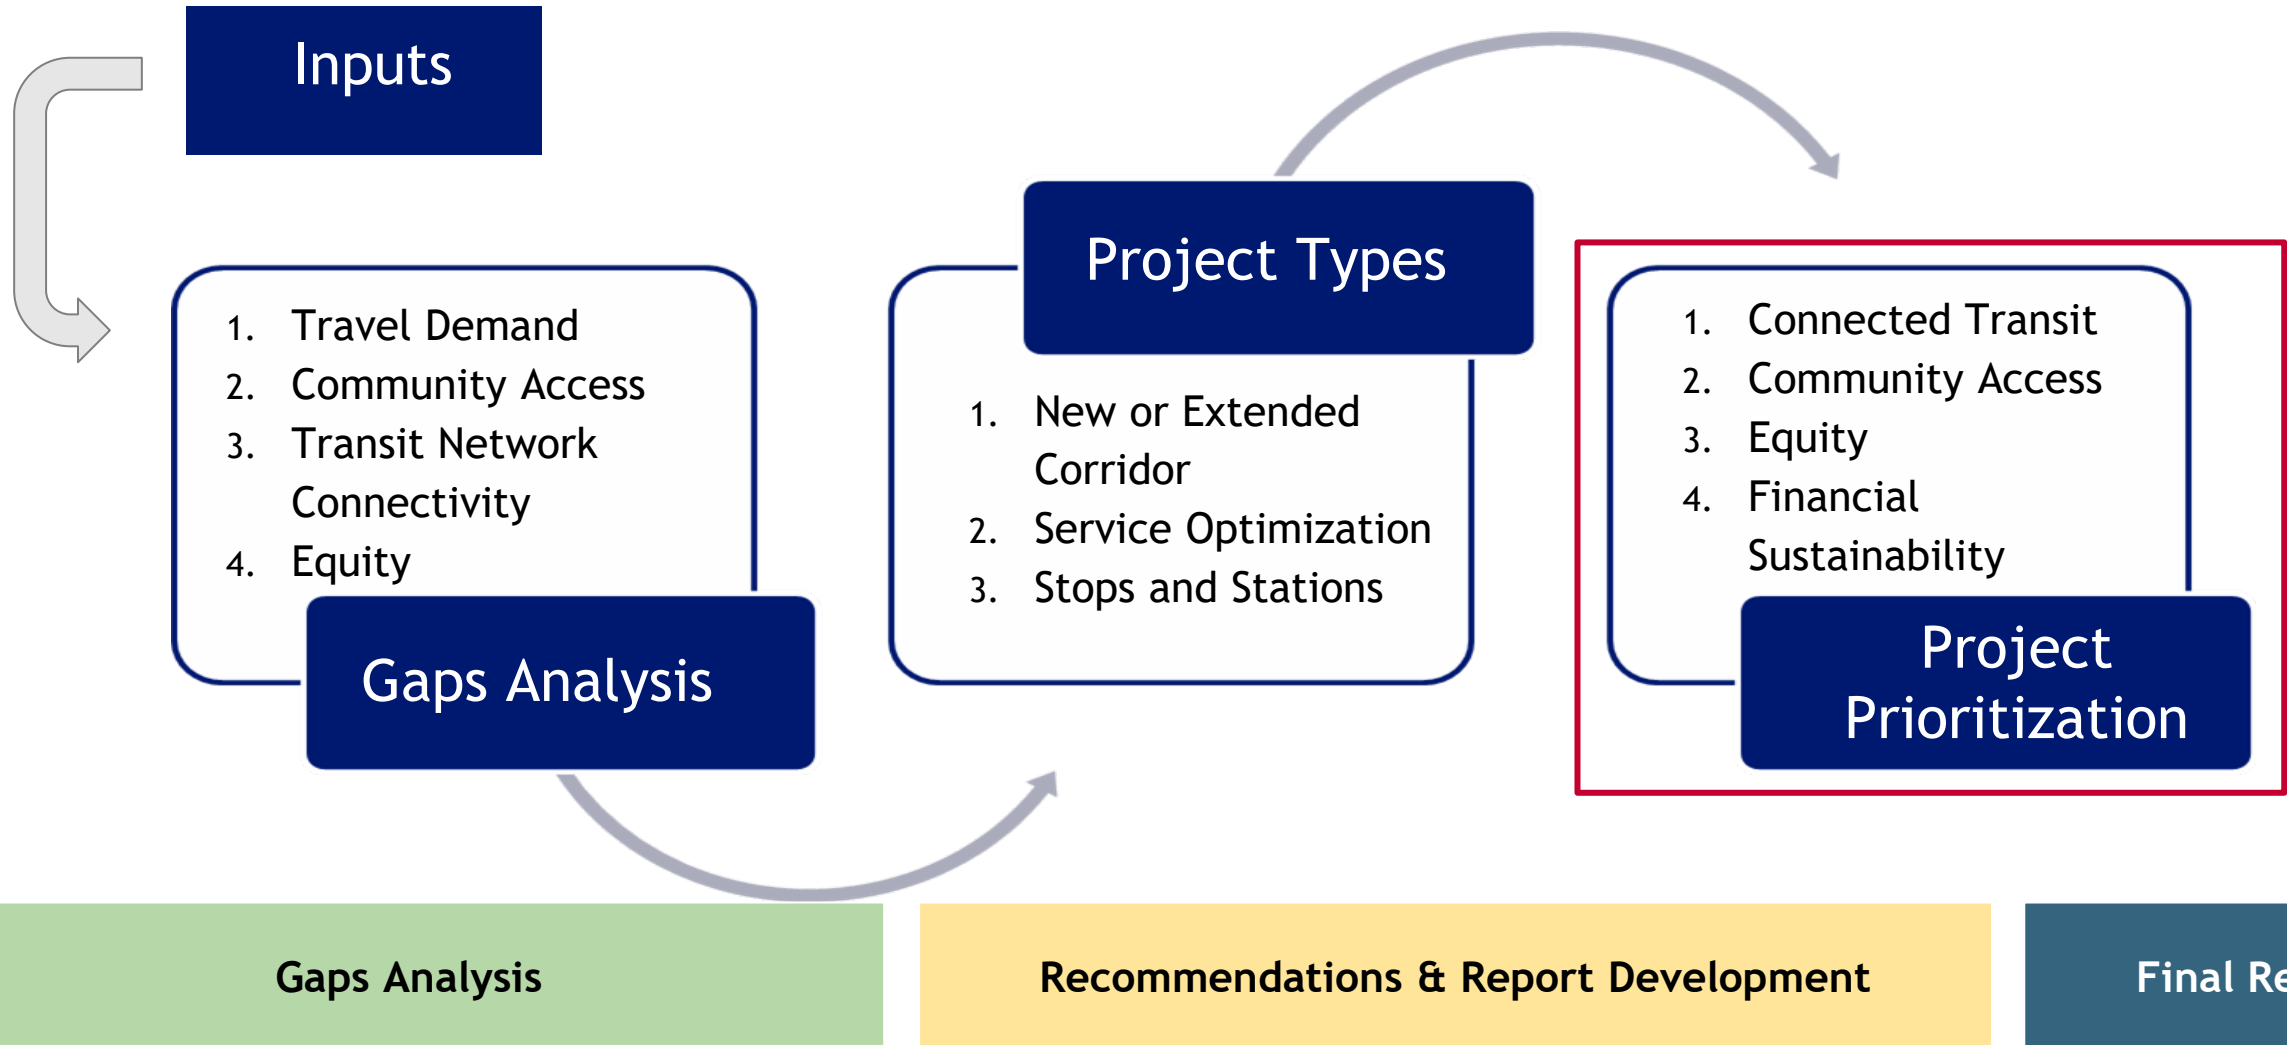 Inputs
1. Travel Demand
2. Community Access
3. Transit Network
Connectivity
4. Equity
Gaps Analysis
Project Types
1. New or Extended
Corridor
2. Service Optimization
3. Stops and Stations
1. Connected Transit
2. Community Access
3. Equity
4. Financial
Sustainability
Project
Prioritization
Gaps Analysis
Recommendations & Report Development
Final